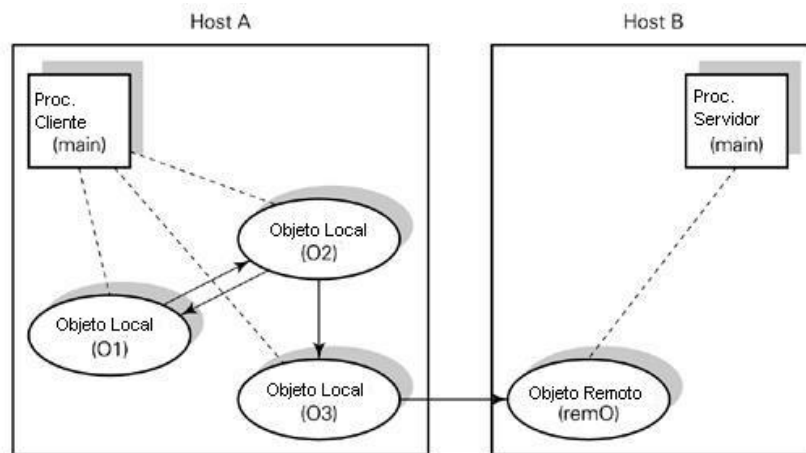 Host A
Host B
Proc.
Cliente
(main)
Proc.
Servidor
(main)
Objeto Local
(O2)
Objeto Local
(O1)
Objeto Local
(O3)
Objeto Remoto
(remO)